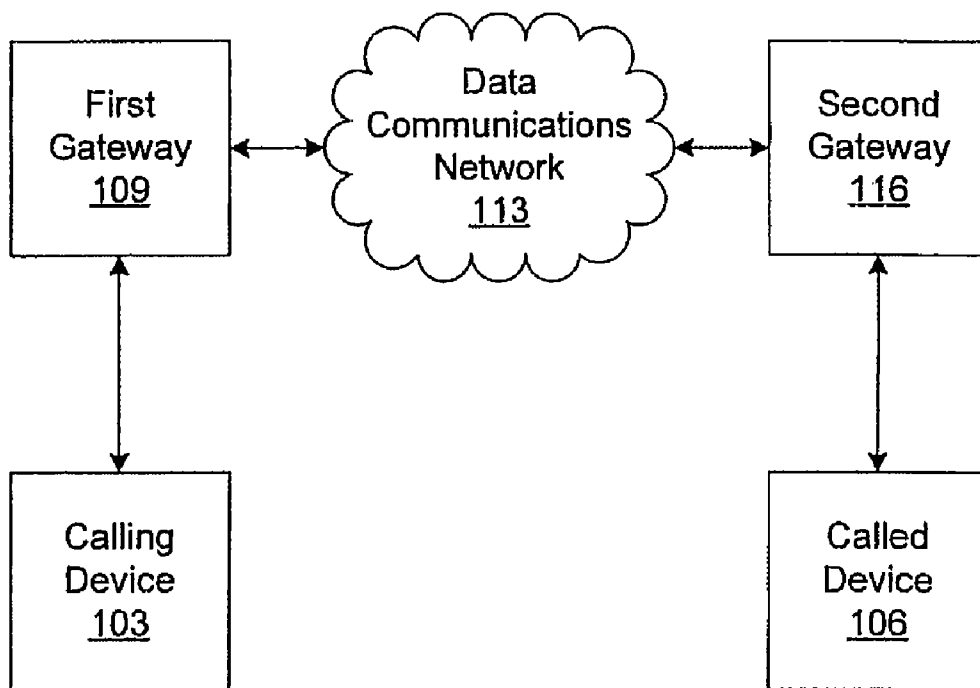 First
Gateway
109
Data
Communications
Network
113
Second
Gateway
116
Calling
Device
103
Called
Device
106